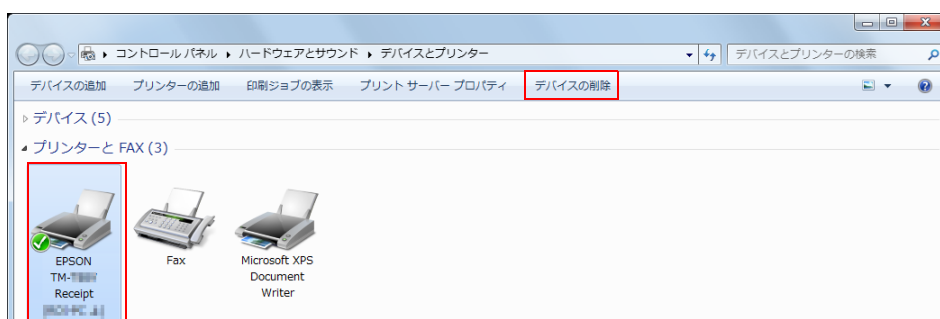 コントロール パネル ▸ ハードウェアとサウンド ▸ デバイスとプリンター
デバイスとプリンターの検索
デバイスの追加 プリンターの追加 印刷ジョブの表示 プリント サーバー プロパティ デバイスの削除
デバイス (5)
プリンターと FAX (3)
EPSON
TM-
Receipt
Fax
Microsoft XPS
Document
Writer